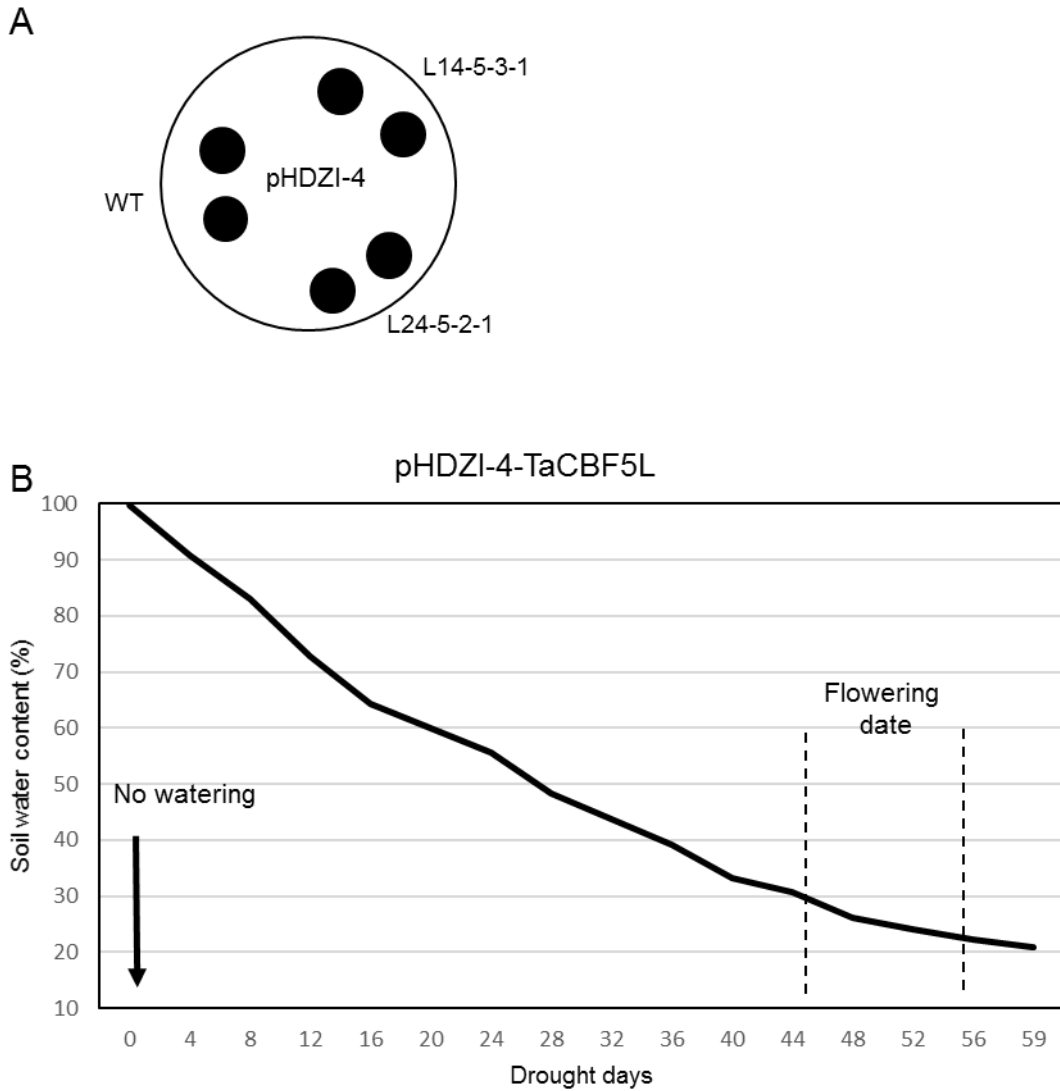 A
L14-5-3-1
pHDZI-4
WT
L24-5-2-1
B
pHDZI-4-TaCBF5L
100
90
80
70
60
50
40
30
20
10
Soil water content (%)
No watering
Flowering
date
0 4 8 12 16 20 24 28 32 36 40 44 48 52 56 59
Drought days